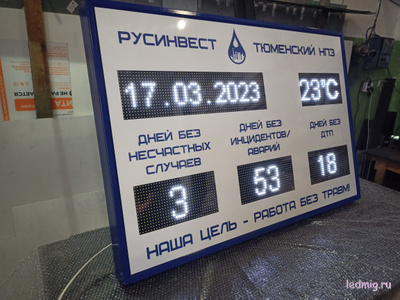 РУСИНВЕСТ ТЮМЕНСКИЙ НПЗ
17.03.2023 23°C
ДНЕЙ БЕЗ НЕСЧАСТНЫХ СЛУЧАЕВ
3
ДНЕЙ БЕЗ ИНЦИДЕНТОВ/ АВАРИЙ
53
ДНЕЙ БЕЗ ДТП
18
НАША ЦЕЛЬ - РАБОТА БЕЗ ТРАВМ!
ledmig.ru